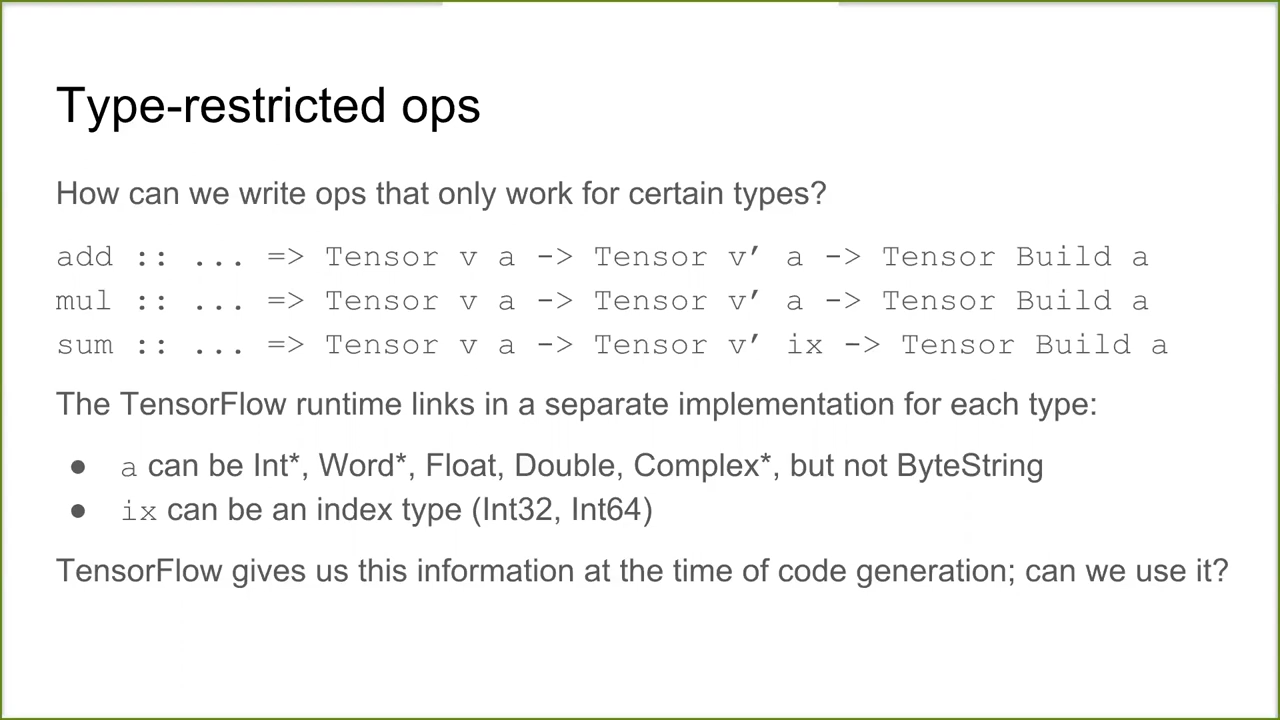 Type-restricted ops
How can we write ops that only work for certain types?
add :: ... => Tensor v a -> Tensor v’ a -> Tensor Build a
mul :: ... => Tensor v a -> Tensor v’ a -> Tensor Build a
sum :: ... => Tensor v a -> Tensor v’ ix -> Tensor Build a
The TensorFlow runtime links in a separate implementation for each type:
● a can be Int*, Word*, Float, Double, Complex*, but not ByteString
● ix can be an index type (Int32, Int64)
TensorFlow gives us this information at the time of code generation; can we use it?